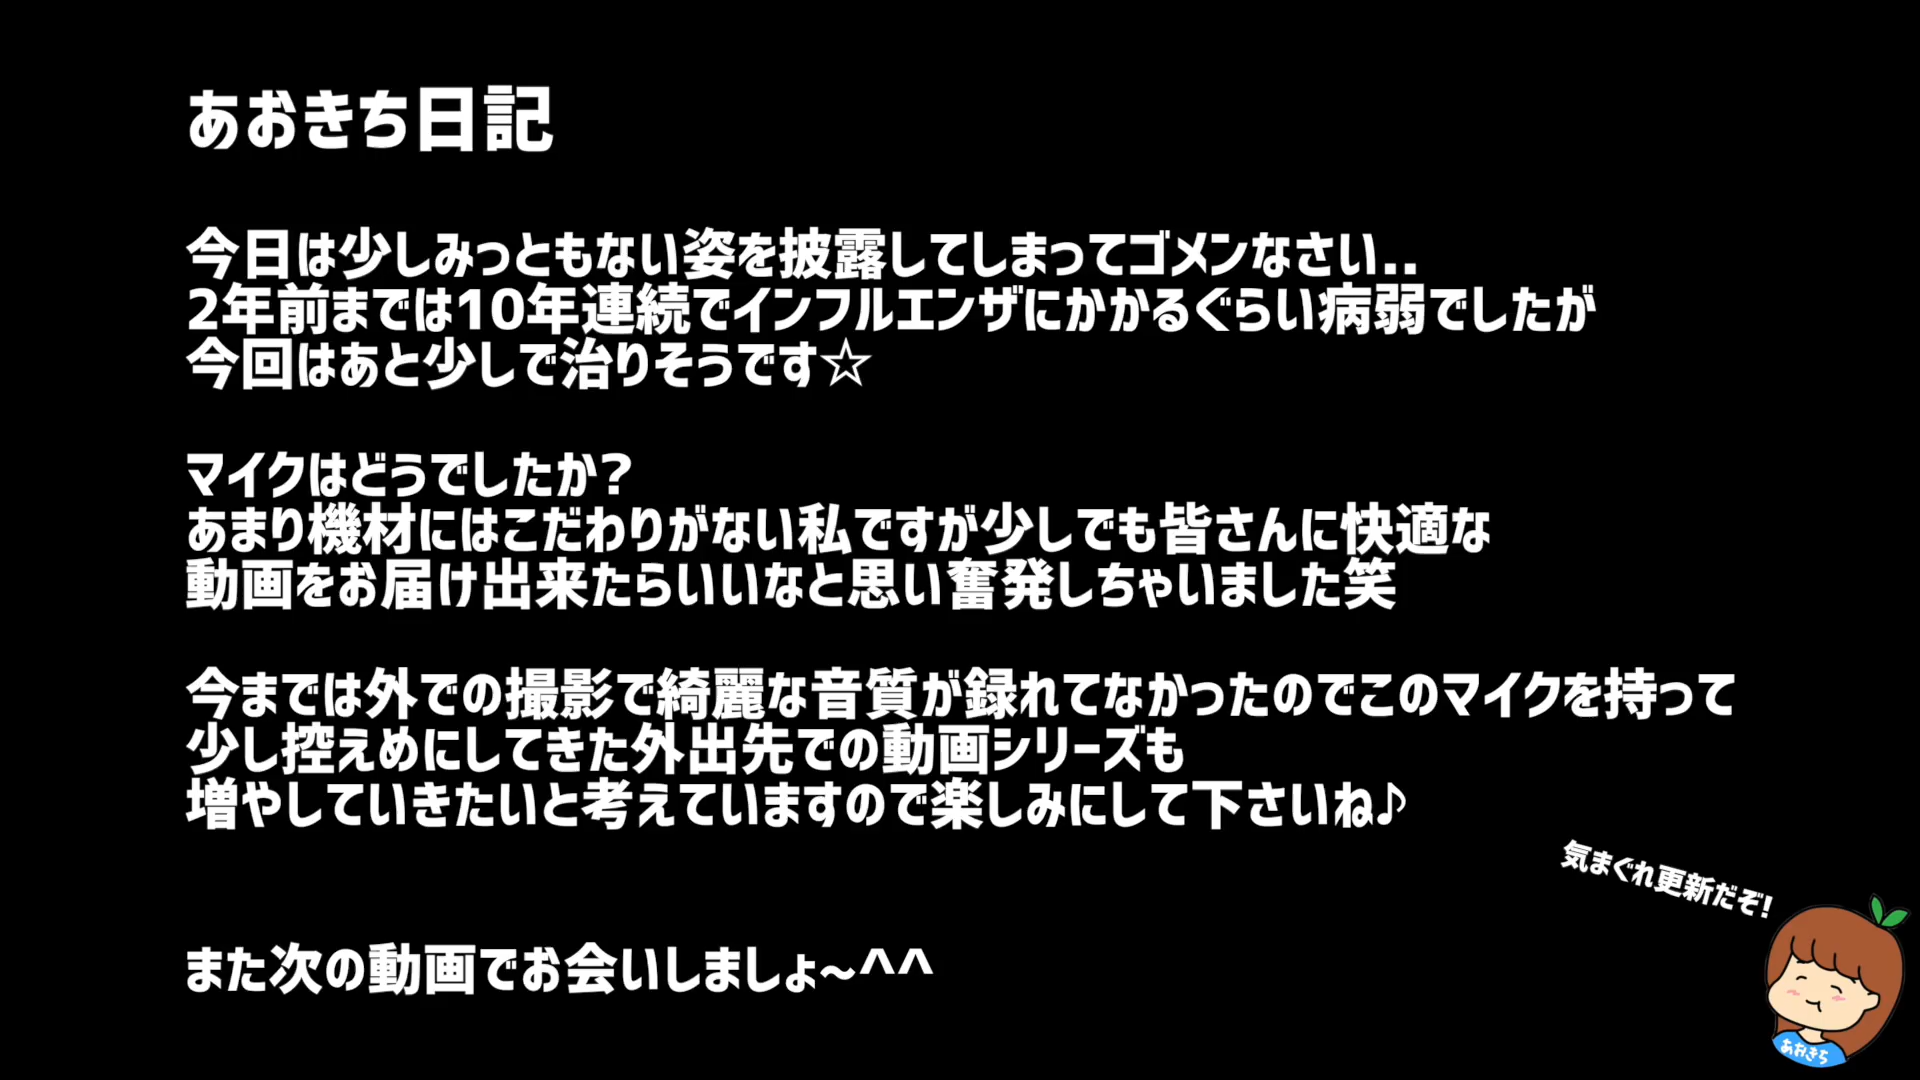 あおきち日記
今日は少しみっともない姿を披露してしまってゴメンなさい..
2年前までは10年連続でインフルエンザにかかるぐらい病弱でしたが
今回はあと少しで治りそうです☆
マイクはどうでしたか?
あまり機材にはこだわりがない私ですが少しでも皆さんに快適な
動画をお届け出来たらいいなと思い奮発しちゃいました笑
今までは外での撮影で綺麗な音質が録れてなかったのでこのマイクを持って
少し控えめにしてきた外出先での動画シリーズも
増やしていきたいと考えていますので楽しみにして下さいね♪
気まぐれ更新だぞ!
また次の動画でお会いしましょ~^^
あおきち